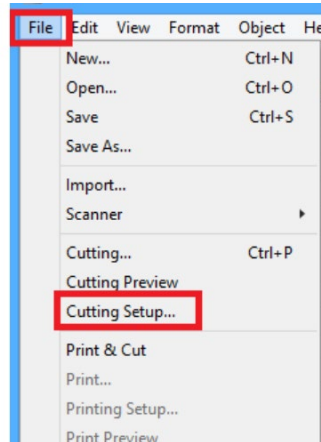 File Edit View Format Object He
New... Ctrl+N
Open... Ctrl+O
Save Ctrl+S
Save As...
Import...
Scanner
Cutting... Ctrl+P
Cutting Preview
Cutting Setup...
Print & Cut
Print...
Printing Setup...
Print Preview